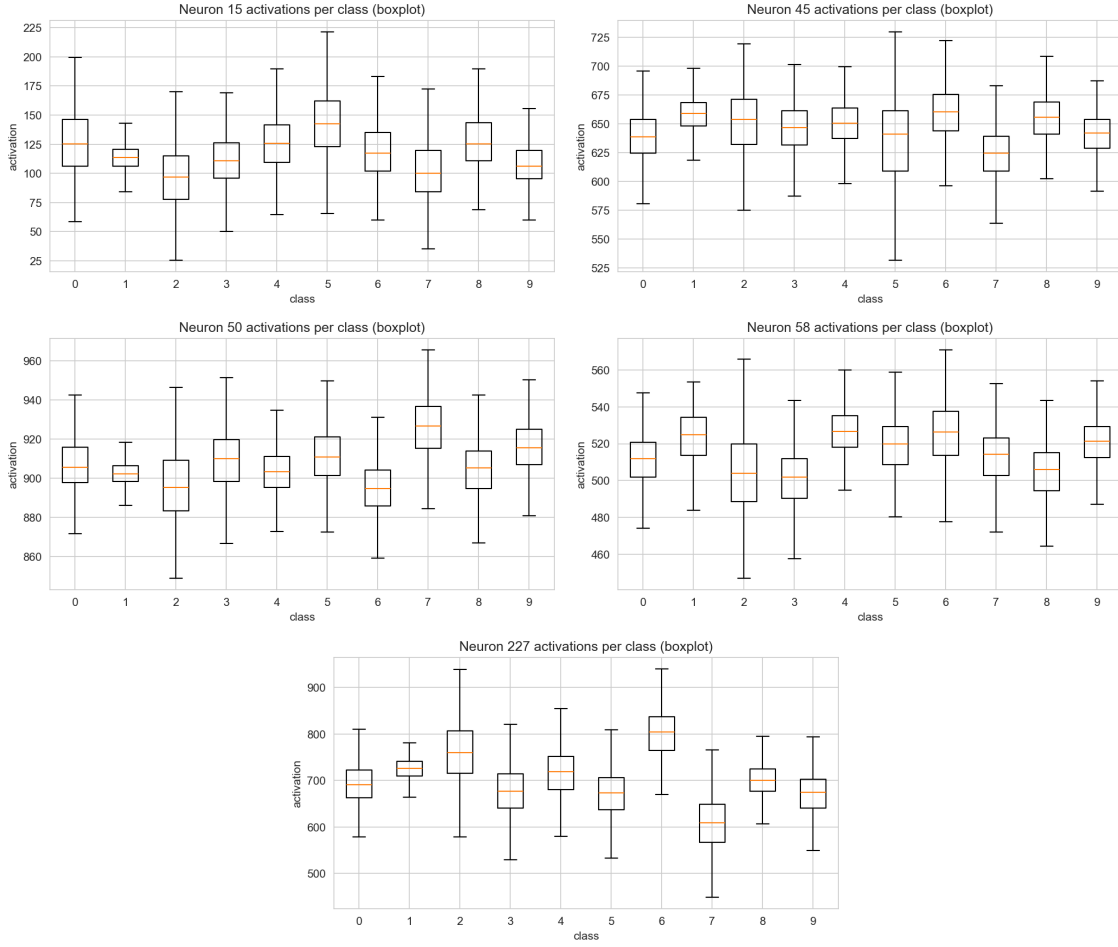 Neuron 15 activations per class (boxplot)
225
200
175
150
125
100
75
50
25
activation
0 1 2 3 4 5 6 7 8 9
class
Neuron 45 activations per class (boxplot)
725
700
675
650
625
600
575
550
525
activation
0 1 2 3 4 5 6 7 8 9
class
Neuron 50 activations per class (boxplot)
960
940
920
900
880
860
activation
0 1 2 3 4 5 6 7 8 9
class
Neuron 58 activations per class (boxplot)
560
540
520
500
480
460
activation
0 1 2 3 4 5 6 7 8 9
class
Neuron 227 activations per class (boxplot)
900
800
700
600
500
activation
0 1 2 3 4 5 6 7 8 9
class